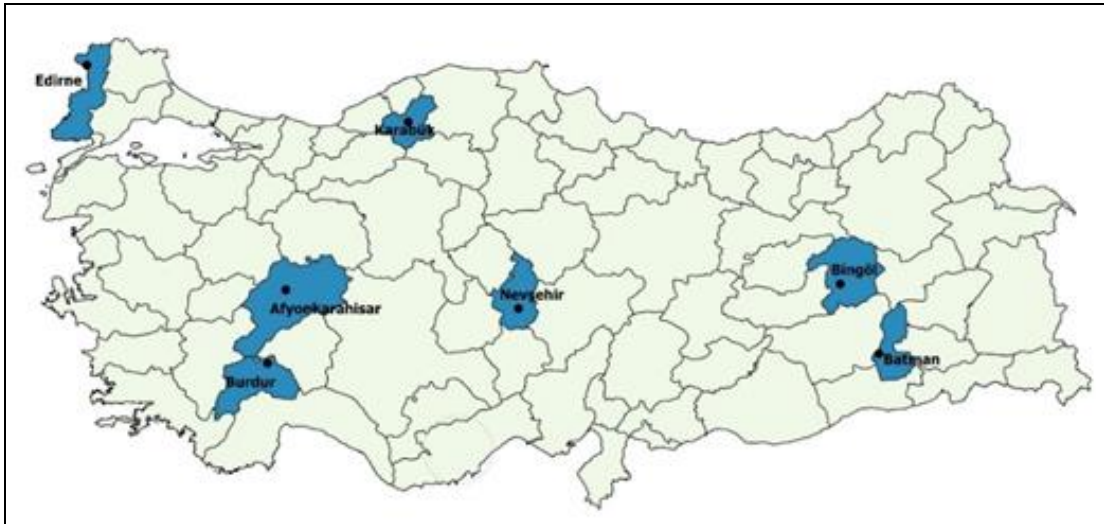 Edirne
Karabük
Bingöl
Nevşehir
Afyonkarahisar
Batman
Burdur